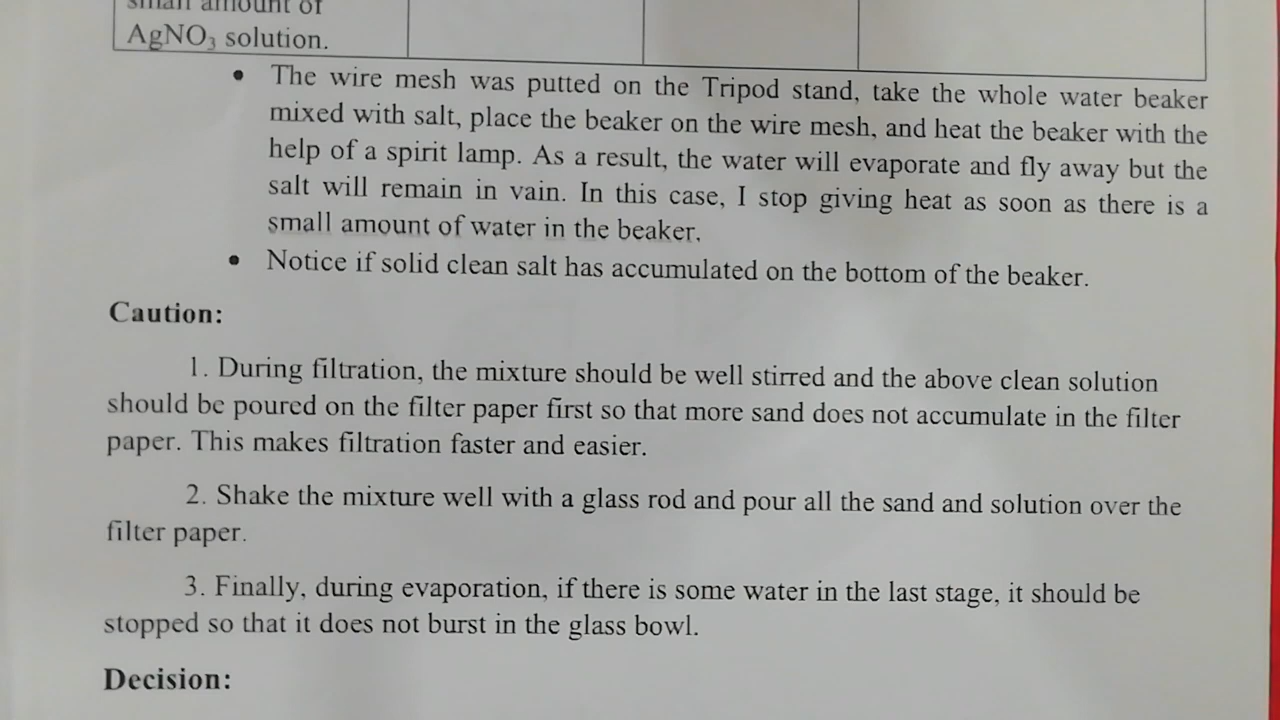 small amount of
AgNO₃ solution.
• The wire mesh was putted on the Tripod stand, take the whole water beaker
mixed with salt, place the beaker on the wire mesh, and heat the beaker with the
help of a spirit lamp. As a result, the water will evaporate and fly away but the
salt will remain in vain. In this case, I stop giving heat as soon as there is a
small amount of water in the beaker.
• Notice if solid clean salt has accumulated on the bottom of the beaker.
Caution:
1. During filtration, the mixture should be well stirred and the above clean solution
should be poured on the filter paper first so that more sand does not accumulate in the filter
paper. This makes filtration faster and easier.
2. Shake the mixture well with a glass rod and pour all the sand and solution over the
filter paper.
3. Finally, during evaporation, if there is some water in the last stage, it should be
stopped so that it does not burst in the glass bowl.
Decision: